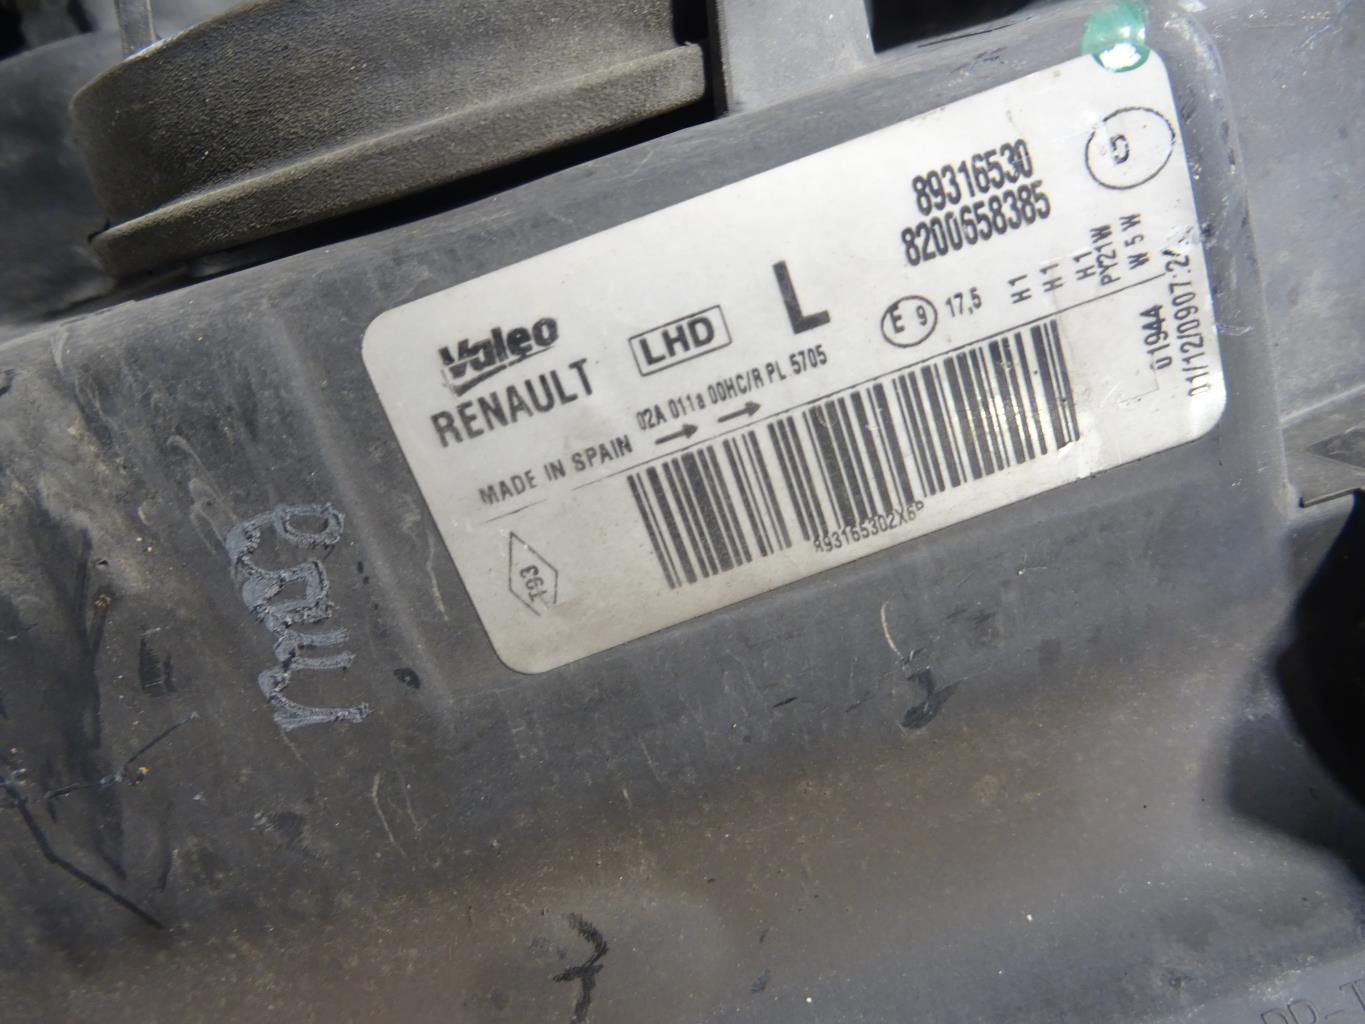 Valeo
RENAULT
LHD
L
89316530
8200658385
MADE IN SPAIN
02A 011a 00HC/R PL 5705
E 9
17,5
H1
H1
H1
PY21W
W5W
T93